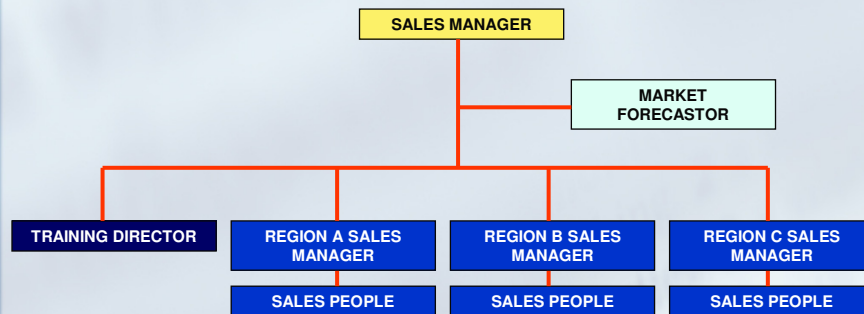 SALES MANAGER
MARKET
FORECASTOR
TRAINING DIRECTOR
REGION A SALES
MANAGER
REGION B SALES
MANAGER
REGION C SALES
MANAGER
SALES PEOPLE
SALES PEOPLE
SALES PEOPLE